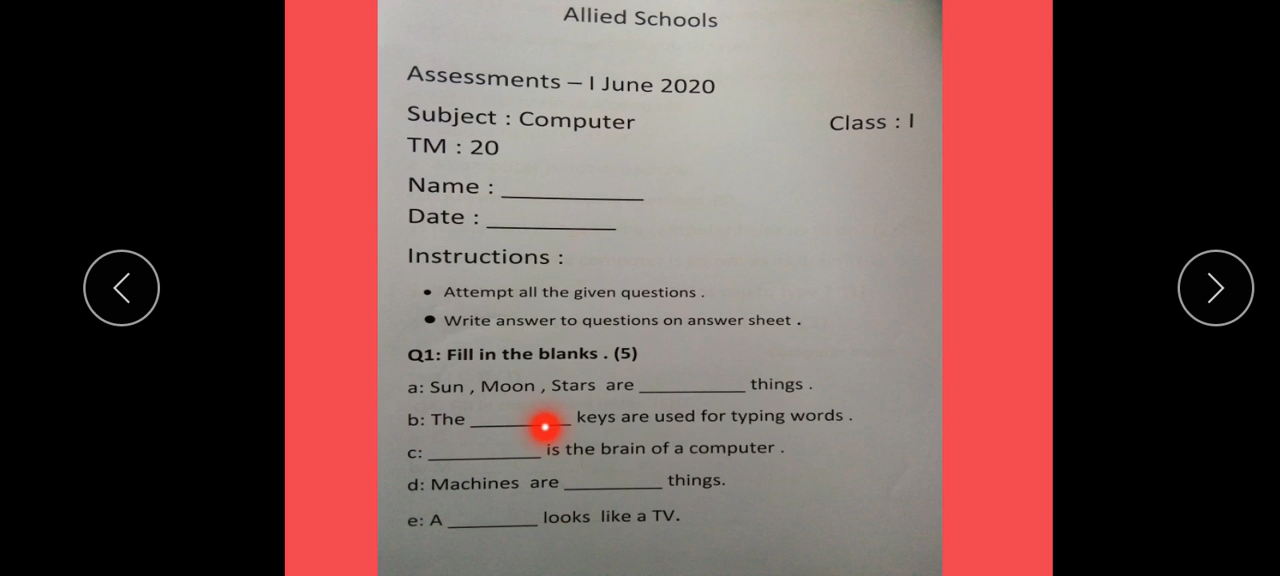 Allied Schools
Assessments – I June 2020
Subject : Computer Class : I
TM : 20
Name : __________
Date : __________
Instructions :
• Attempt all the given questions .
• Write answer to questions on answer sheet .
Q1: Fill in the blanks . (5)
a: Sun , Moon , Stars are __________ things .
b: The __________ keys are used for typing words .
c: __________ is the brain of a computer .
d: Machines are __________ things.
e: A __________ looks like a TV.